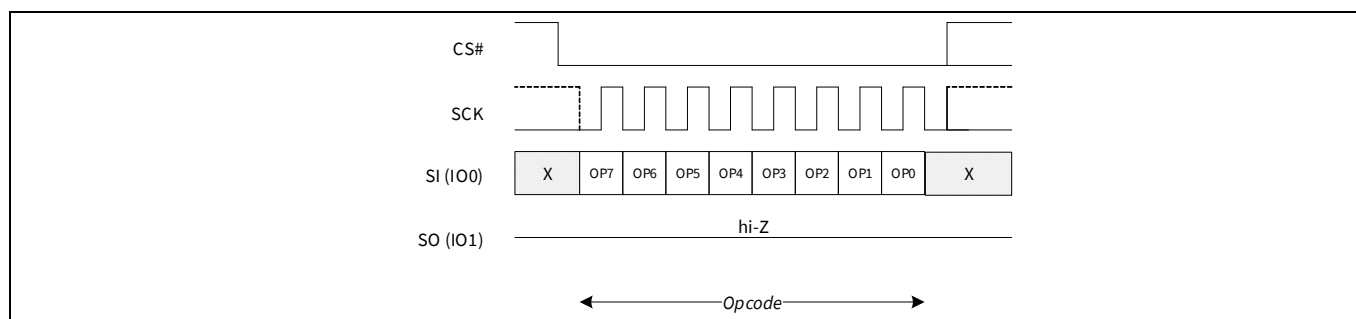 CS#
SCK
SI (IO0) X OP7 OP6 OP5 OP4 OP3 OP2 OP1 OP0 X
hi-Z
SO (IO1)
Opcode